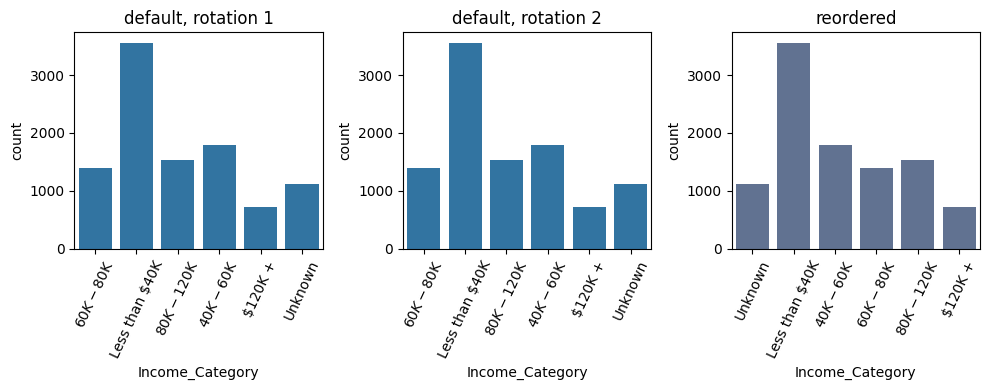 default, rotation 1
count
3000
2000
1000
0
60K − 80K
Less than $40K
80K − 120K
40K − 60K
$120K +
Unknown
Income_Category
default, rotation 2
count
3000
2000
1000
0
60K − 80K
Less than $40K
80K − 120K
40K − 60K
$120K +
Unknown
Income_Category
reordered
count
3000
2000
1000
0
Unknown
Less than $40K
40K − 60K
60K − 80K
80K − 120K
$120K +
Income_Category